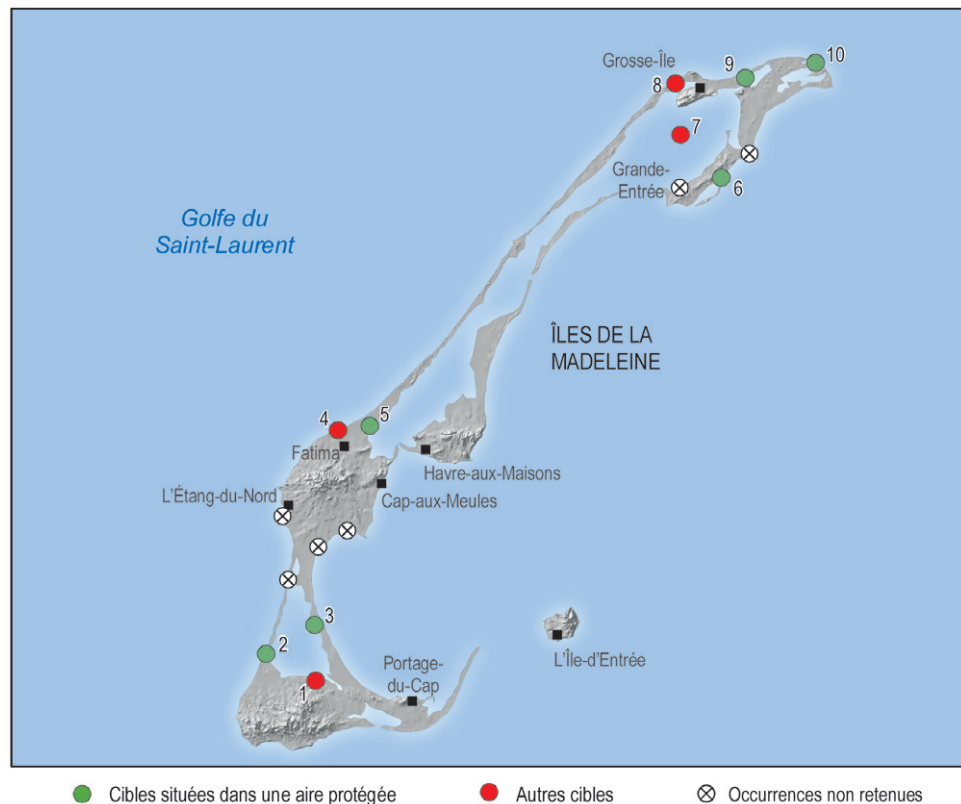 10
9
Grosse-Île
8
7
Grande-
Entrée
6
Golfe du
Saint-Laurent
ÎLES DE LA
MADELEINE
4
5
Fatima
Havre-aux-Maisons
L'Étang-du-Nord
Cap-aux-Meules
3
2
L'Île-d'Entrée
Portage-
du-Cap
1
Cibles situées dans une aire protégée
Autres cibles
Occurrences non retenues